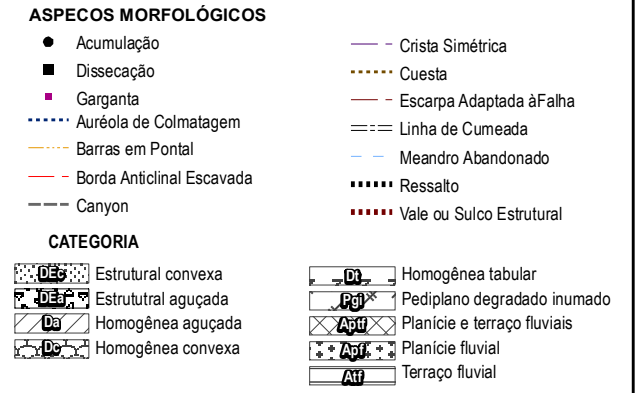 ASPECOS MORFOLÓGICOS
Acumulação
Dissecação
Garganta
Auréola de Colmatagem
Barras em Pontal
Borda Anticlinal Escavada
Canyon
Crista Simétrica
Cuesta
Escarpa Adaptada àFalha
Linha de Cumeada
Meandro Abandonado
Ressalto
Vale ou Sulco Estrutural
CATEGORIA
DEc Estrutural convexa
DEa Estrututral aguçada
Da Homogênea aguçada
Dc Homogênea convexa
Dt Homogênea tabular
Pgi Pediplano degradado inumado
Aptf Planície e terraço fluviais
Apf Planície fluvial
Atf Terraço fluvial